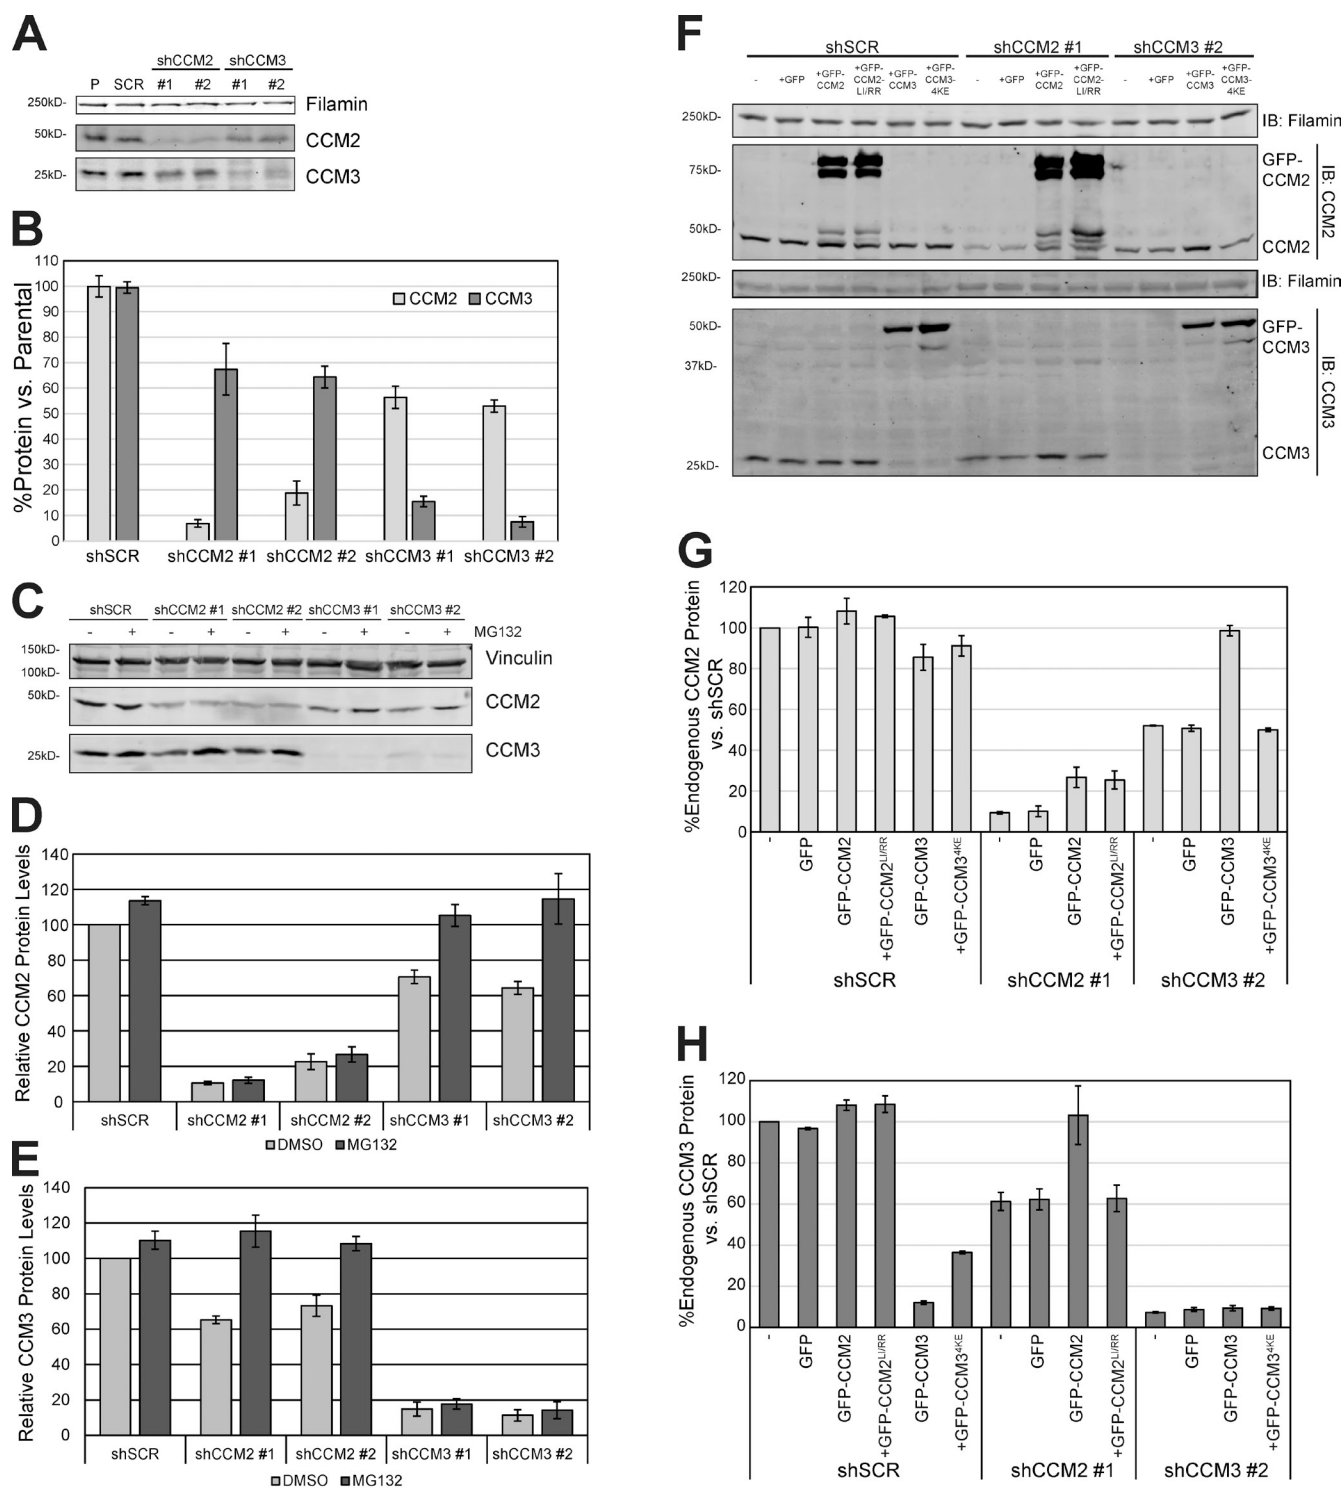 A
shCCM2 shCCM3
P SCR #1 #2 #1 #2
250kD- Filamin
50kD- CCM2
25kD- CCM3
B
%Protein vs. Parental
110
100
90
80
70
60
50
40
30
20
10
0
CCM2 CCM3
shSCR shCCM2 #1 shCCM2 #2 shCCM3 #1 shCCM3 #2
C
shSCR shCCM2 #1 shCCM2 #2 shCCM3 #1 shCCM3 #2
- + - + - + - + - + MG132
150kD-
100kD- Vinculin
50kD- CCM2
25kD- CCM3
D
Relative CCM2 Protein Levels
140
120
100
80
60
40
20
0
shSCR shCCM2 #1 shCCM2 #2 shCCM3 #1 shCCM3 #2
DMSO MG132
E
Relative CCM3 Protein Levels
140
120
100
80
60
40
20
0
shSCR shCCM2 #1 shCCM2 #2 shCCM3 #1 shCCM3 #2
DMSO MG132
F
shSCR shCCM2 #1 shCCM3 #2
- +GFP +GFP-CCM2 +GFP-CCM2-LI/RR +GFP-CCM3 +GFP-CCM3-4KE - +GFP +GFP-CCM2 +GFP-CCM2-LI/RR - +GFP +GFP-CCM3 +GFP-CCM3-4KE
250kD- IB: Filamin
75kD- GFP-CCM2
50kD- CCM2
IB: CCM2
250kD- IB: Filamin
50kD- GFP-CCM3
37kD-
25kD- CCM3
IB: CCM3
G
%Endogenous CCM2 Protein
vs. shSCR
120
100
80
60
40
20
0
- GFP GFP-CCM2 +GFP-CCM2LI/RR GFP-CCM3 +GFP-CCM34KE - GFP GFP-CCM2 +GFP-CCM2LI/RR - GFP GFP-CCM3 +GFP-CCM34KE
shSCR shCCM2 #1 shCCM3 #2
H
%Endogenous CCM3 Protein
vs. shSCR
120
100
80
60
40
20
0
- GFP GFP-CCM2 +GFP-CCM2LI/RR GFP-CCM3 +GFP-CCM34KE - GFP GFP-CCM2 +GFP-CCM2LI/RR - GFP GFP-CCM3 +GFP-CCM34KE
shSCR shCCM2 #1 shCCM3 #2